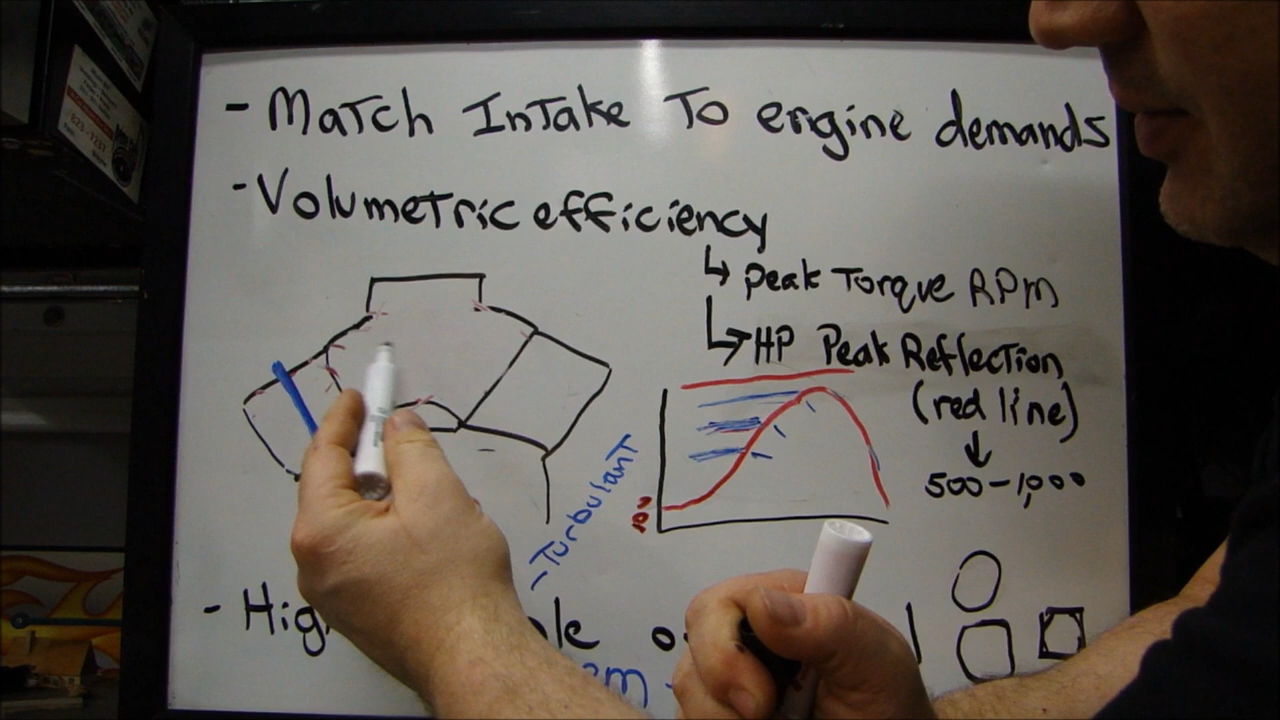 - Match Intake To engine demands
- Volumetric efficiency
↳ Peak Torque RPM
↳ HP Peak Reflection
(red line)
↓
500-1,000
- Turbulant
- Hig